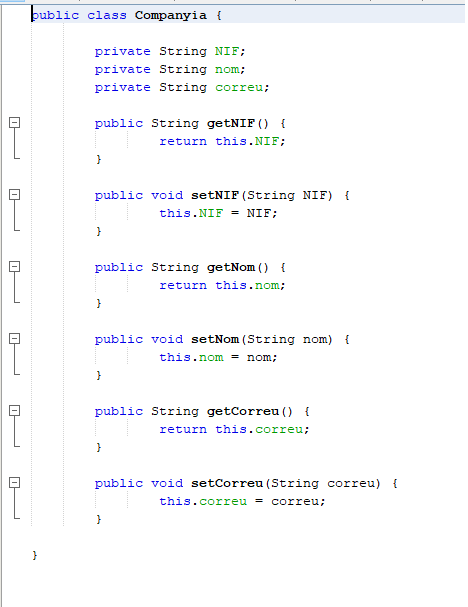 public class Companyia {
private String NIF;
private String nom;
private String correu;
public String getNIF() {
return this.NIF;
}
public void setNIF(String NIF) {
this.NIF = NIF;
}
public String getNom() {
return this.nom;
}
public void setNom(String nom) {
this.nom = nom;
}
public String getCorreu() {
return this.correu;
}
public void setCorreu(String correu) {
this.correu = correu;
}
}